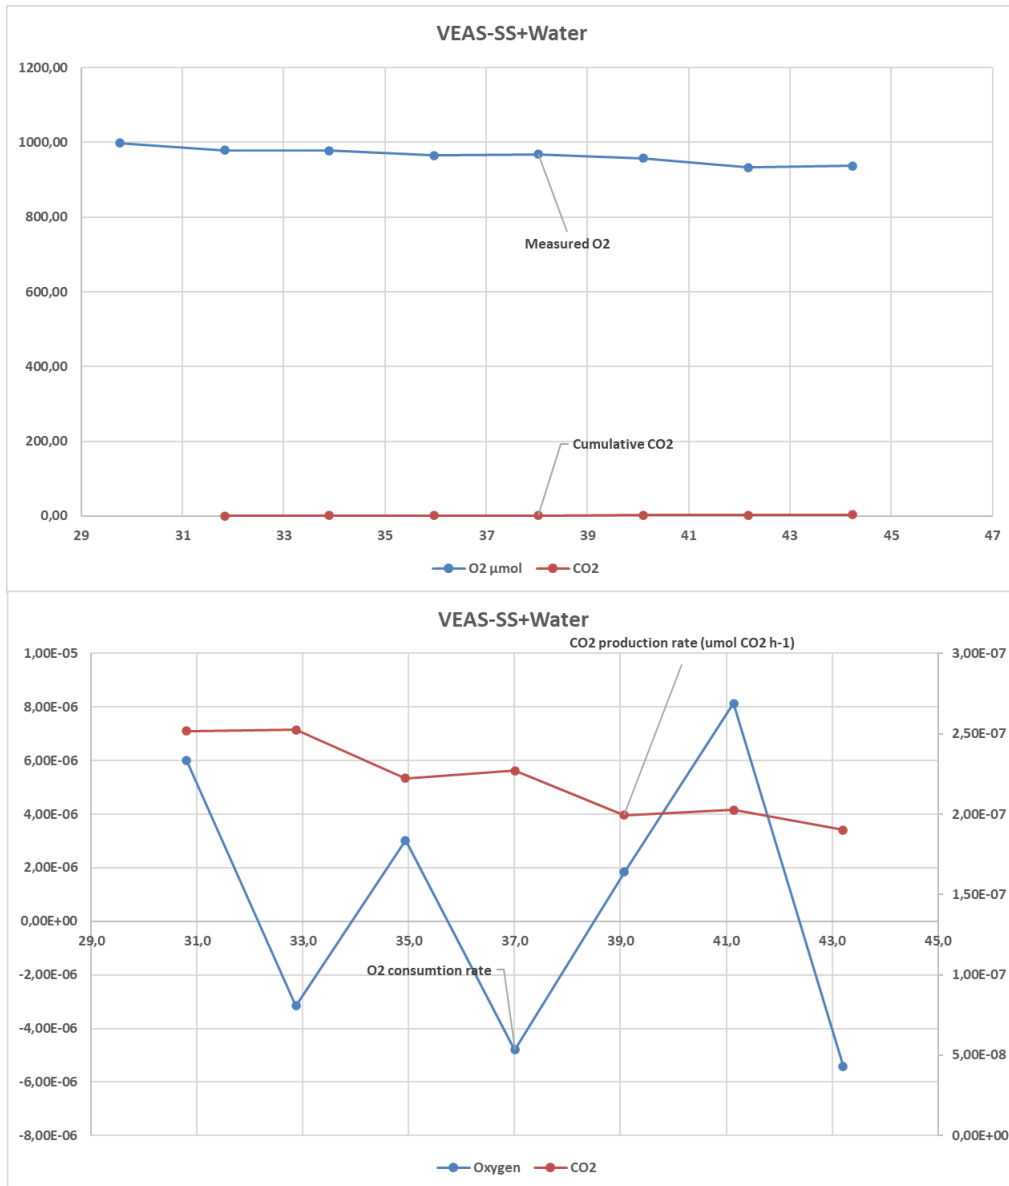 VEAS-SS+Water
1200,00
1000,00
800,00
600,00
400,00
200,00
0,00
Measured O2
Cumulative CO2
29 31 33 35 37 39 41 43 45 47
O2 µmol CO2
VEAS-SS+Water
CO2 production rate (umol CO2 h-1)
1,00E-05 3,00E-07
8,00E-06
2,50E-07
6,00E-06
4,00E-06 2,00E-07
2,00E-06
1,50E-07
0,00E+00
29,0 31,0 33,0 35,0 37,0 39,0 41,0 43,0 45,0
O2 consumtion rate
-2,00E-06 1,00E-07
-4,00E-06
5,00E-08
-6,00E-06
-8,00E-06 0,00E+00
Oxygen CO2